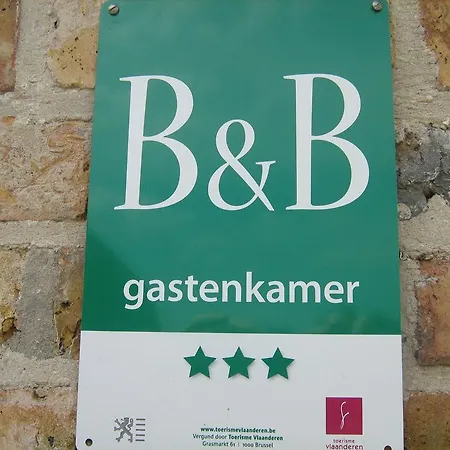 B&B
gastenkamer
www.toerismevlaanderen.be
Vergund door Toerisme Vlaanderen
Grasmarkt 61 | 1000 Brussel
toerisme
vlaanderen